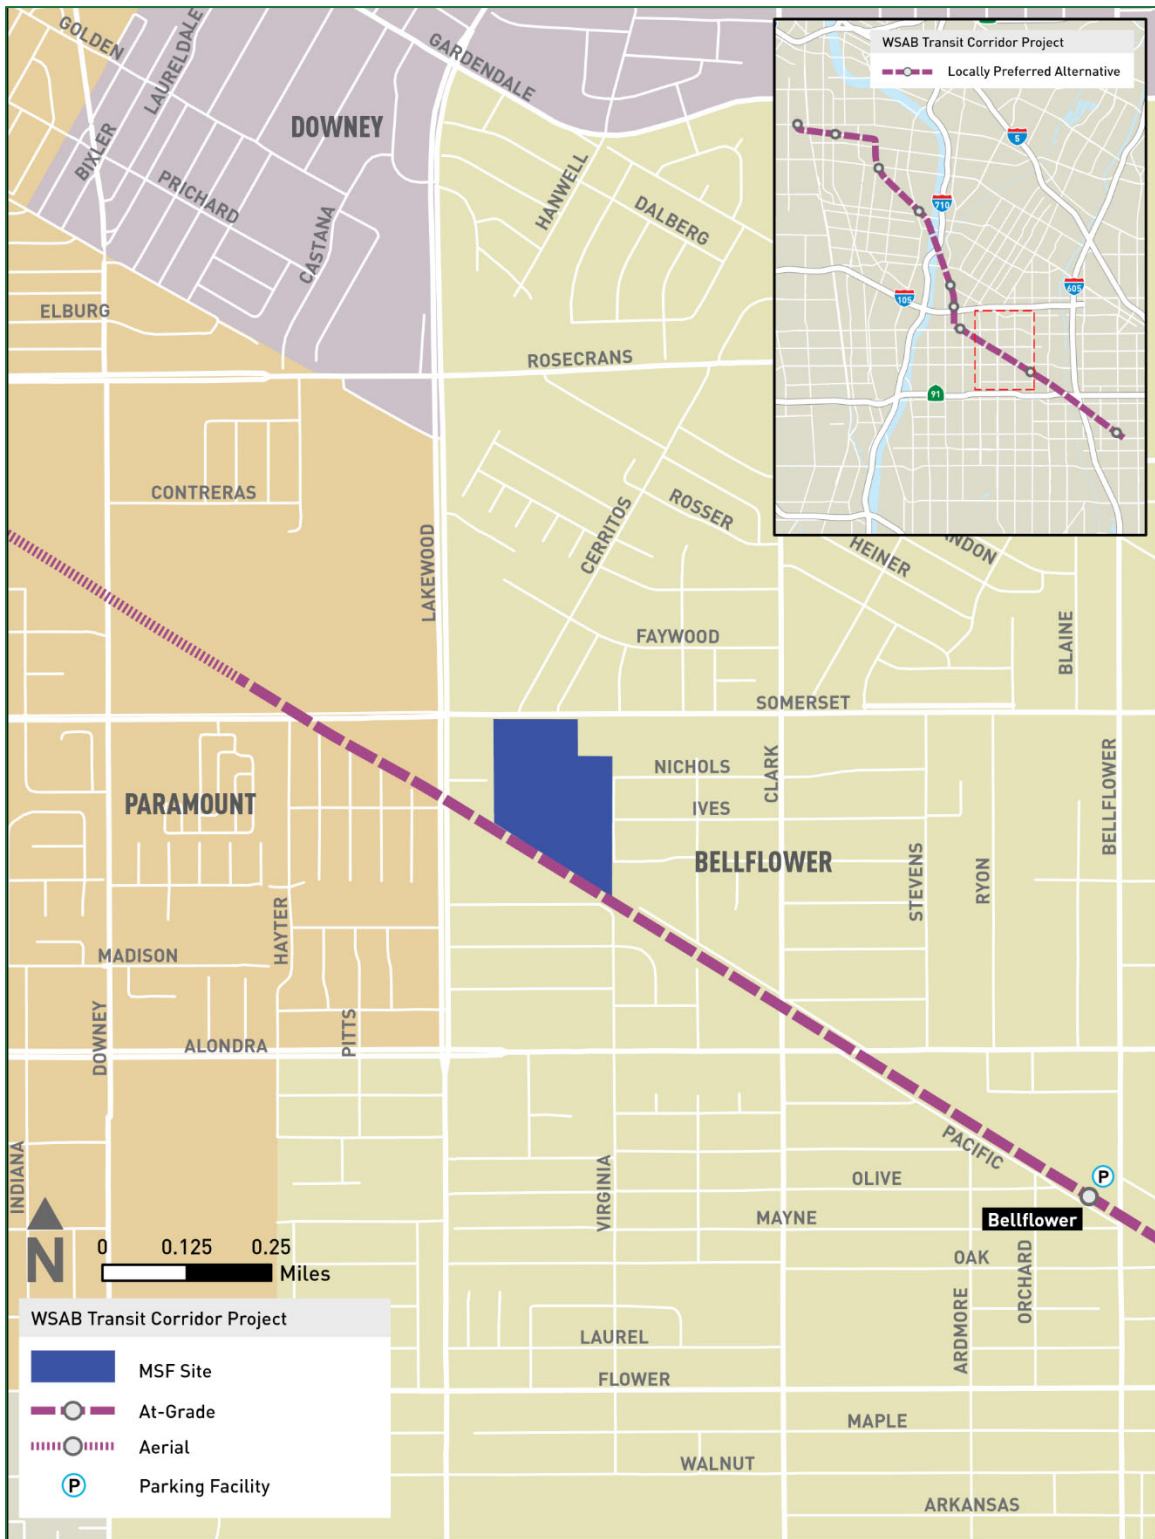 GOLDEN
LAURELDALE
GARDENDALE
DOWNEY
BIXLER
PRICHARD
CASTANA
HANWELL
DALBERG
ELBURG
ROSECRANS
WSAB Transit Corridor Project
Locally Preferred Alternative
5
710
105
605
91
CONTRERAS
LAKEWOOD
CERRITOS
ROSSER
HEINER
NDON
FAYWOOD
BLAINE
SOMERSET
PARAMOUNT
NICHOLS
IVES
CLARK
BELLFLOWER
BELLFLOWER
STEVENS
RYON
MADISON
HAYTER
DOWNEY
ALONDRA
PITTS
INDIANA
VIRGINIA
PACIFIC
OLIVE
P
MAYNE
Bellflower
OAK
ORCHARD
ARDMORE
N
0 0.125 0.25
Miles
LAUREL
FLOWER
MAPLE
WALNUT
ARKANSAS
WSAB Transit Corridor Project
MSF Site
At-Grade
Aerial
P Parking Facility